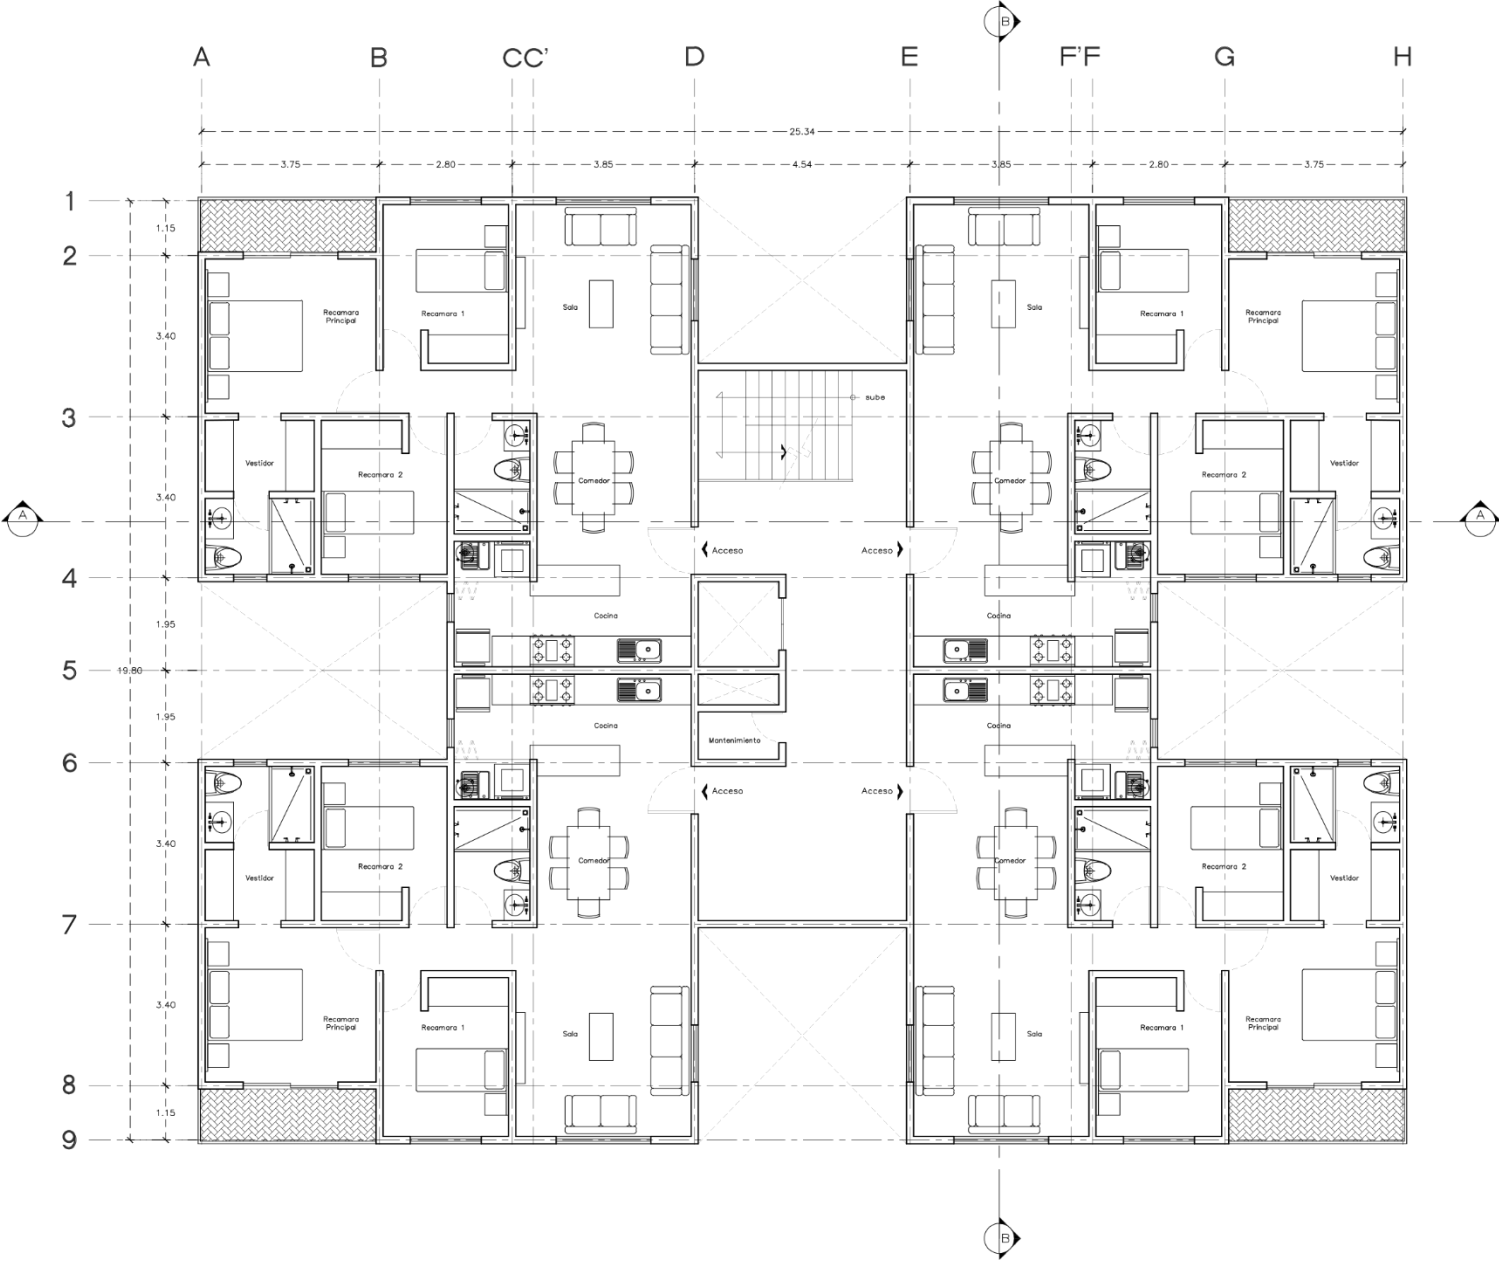 B
A B C C' D E F' F G H
25.34
3.75 2.80 3.85 4.54 3.85 2.80 3.75
1
1.15
2
Recamara 1 Sala Sala Recamara 1
Recamara Principal
Recamara Principal
3.40
sube
3
Vestidor Recamara 2 Comedor Comedor Recamara 2 Vestidor
3.40
A A
Acceso Acceso
4
Cocina Cocina
1.95
5
19.80
1.95
Cocina Cocina
Mantenimiento
6
Acceso Acceso
3.40
Comedor Comedor
Vestidor Recamara 2 Recamara 2 Vestidor
7
3.40
Recamara Principal
Recamara Principal
Recamara 1 Sala Sala Recamara 1
8
1.15
9
B